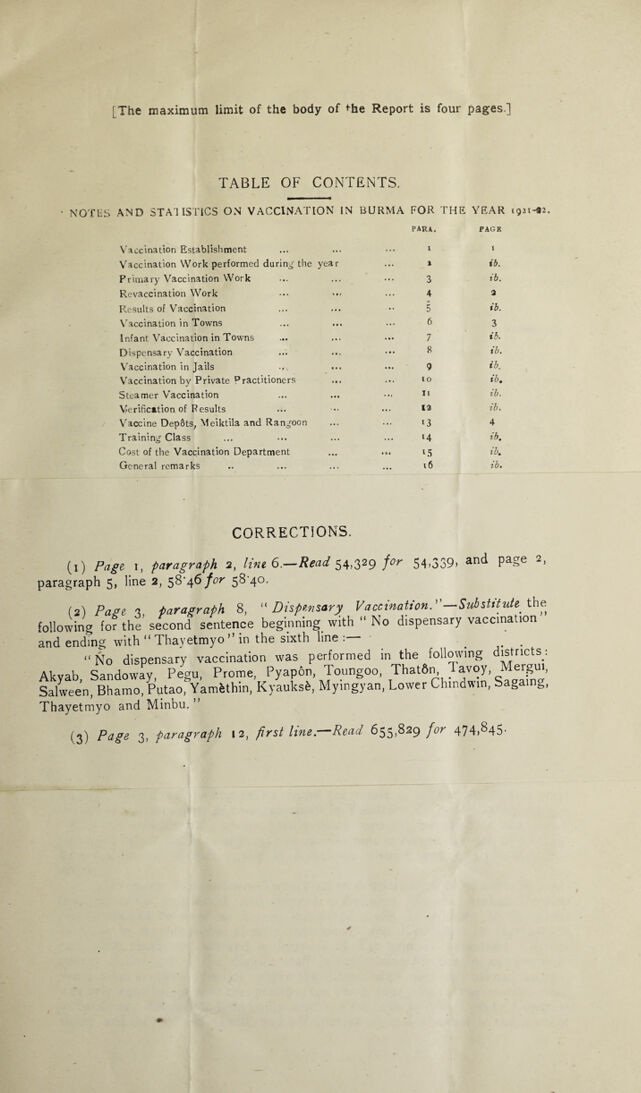 [The maximum limit of the body of the Report is four pages.]
TABLE OF CONTENTS.
NOTES AND STATISTICS ON VACCINATION IN BURMA FOR THE YEAR 1921-22.
PARA. PAGE
Vaccination Establishment ... ... ... 1 1
Vaccination Work performed during the year ... 2 ib.
Primary Vaccination Work ... ... ... 3 ib.
Revaccination Work ... ... ... 4 2
Results of Vaccination ... ... .. 5 ib.
Vaccination in Towns ... ... ... 6 3
Infant Vaccination in Towns ... ... ... 7 ib.
Dispensary Vaccination ... ... ... 8 ib.
Vaccination in Jails ... ... ... 9 ib.
Vaccination by Private Practitioners ... ... 10 ib.
Steamer Vaccination ... ... ... 11 ib.
Verification of Results ... .. ... 12 ib.
Vaccine Depôts, Meiktila and Rangoon ... ... 13 4
Training Class ... ... ... ... 14 ib.
Cost of the Vaccination Department ... ... 15 ib.
General remarks .. ... ... ... 16 ib.
CORRECTIONS.
(1) Page 1, paragraph 2, line 6.—Read 54,329 for 54,339, and page 2,
paragraph 5, line 2, 58·46 for 58·40.
(2) Page 3, paragraph 8, "Dispensary Vaccination."—Substitute the
following for the second sentence beginning with "No dispensary vaccination"
and ending with "Thayetmyo" in the sixth line:—
"No dispensary vaccination was performed in the following districts:
Akyab, Sandoway, Pegu, Prome, Pyapôn, Toungoo, Thatôn, Tavoy, Mergui,
Salween, Bhamo, Putao, Yamèthin, Kyauksè, Myingyan, Lower Chindwin, Sagaing,
Thayetmyo and Minbu."
(3) Page 3, paragraph 12, first line.—Read 655,829 for 474,845.